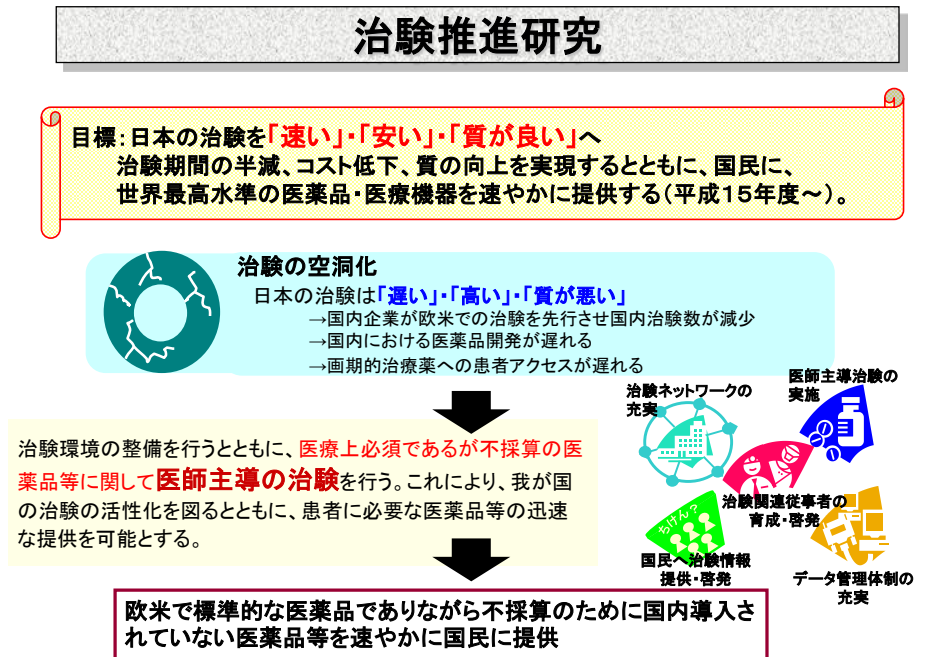 治験推進研究
目標:日本の治験を「速い」・「安い」・「質が良い」へ
治験期間の半減、コスト低下、質の向上を実現するとともに、国民に、
世界最高水準の医薬品・医療機器を速やかに提供する(平成15年度~)。
治験の空洞化
日本の治験は「遅い」・「高い」・「質が悪い」
→国内企業が欧米での治験を先行させ国内治験数が減少
→国内における医薬品開発が遅れる
→画期的治療薬への患者アクセスが遅れる
治験環境の整備を行うとともに、医療上必須であるが不採算の医
薬品等に関して医師主導の治験を行う。これにより、我が国
の治験の活性化を図るとともに、患者に必要な医薬品等の迅速
な提供を可能とする。
治験ネットワークの
充実
医師主導治験の
実施
治験関連従事者の
育成・啓発
ちけん?
国民へ治験情報
提供・啓発
データ管理体制の
充実
欧米で標準的な医薬品でありながら不採算のために国内導入さ
れていない医薬品等を速やかに国民に提供